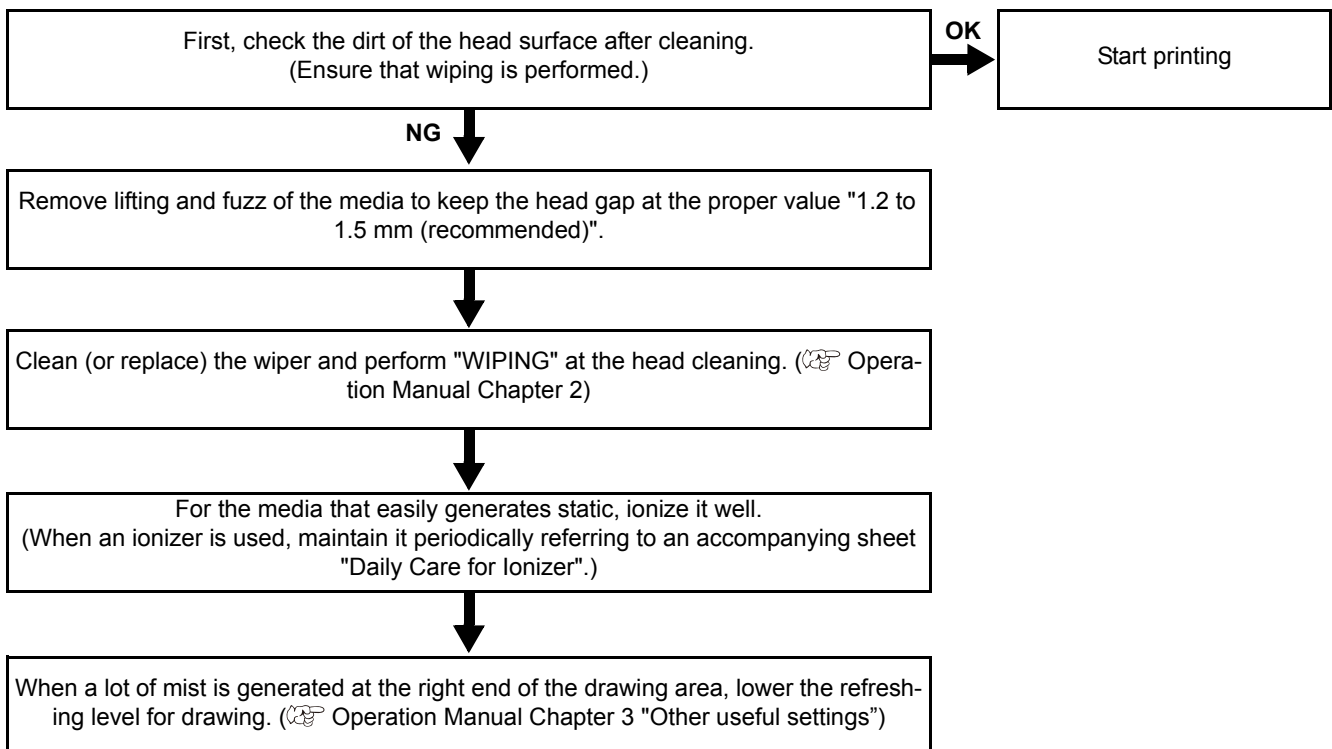 First, check the dirt of the head surface after cleaning.
(Ensure that wiping is performed.)
OK
Start printing
NG
Remove lifting and fuzz of the media to keep the head gap at the proper value "1.2 to
1.5 mm (recommended)".
Clean (or replace) the wiper and perform "WIPING" at the head cleaning. ( Opera-
tion Manual Chapter 2)
For the media that easily generates static, ionize it well.
(When an ionizer is used, maintain it periodically referring to an accompanying sheet
"Daily Care for Ionizer".)
When a lot of mist is generated at the right end of the drawing area, lower the refresh-
ing level for drawing. ( Operation Manual Chapter 3 "Other useful settings”)